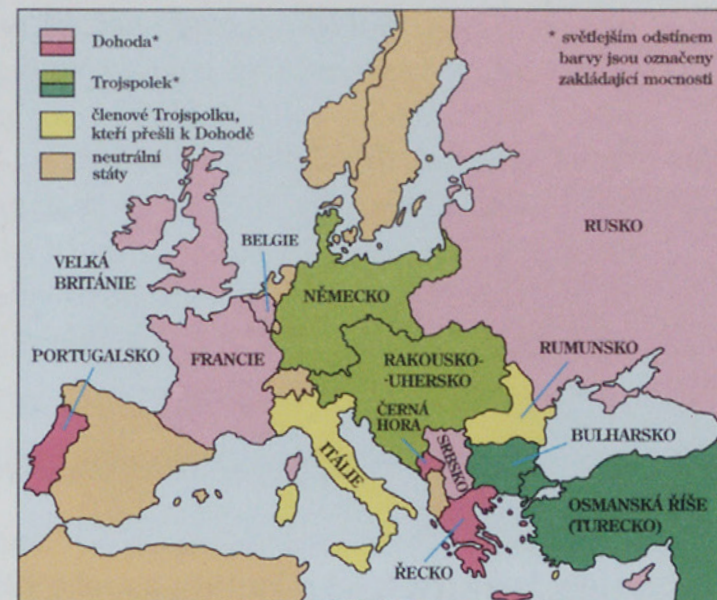 Dohoda*
Trojspolek*
členové Trojspolku,
kteří přešli k Dohodě
neutrální
státy
* světlejším odstínem
barvy jsou označeny
zakládající mocnosti
RUSKO
BELGIE
VELKÁ
BRITÁNIE
NĚMECKO
PORTUGALSKO
FRANCIE
RAKOUSKO-
-UHERSKO
RUMUNSKO
ČERNÁ
HORA
BULHARSKO
ITÁLIE
SRBSKO
OSMANSKÁ ŘÍŠE
(TURECKO)
ŘECKO